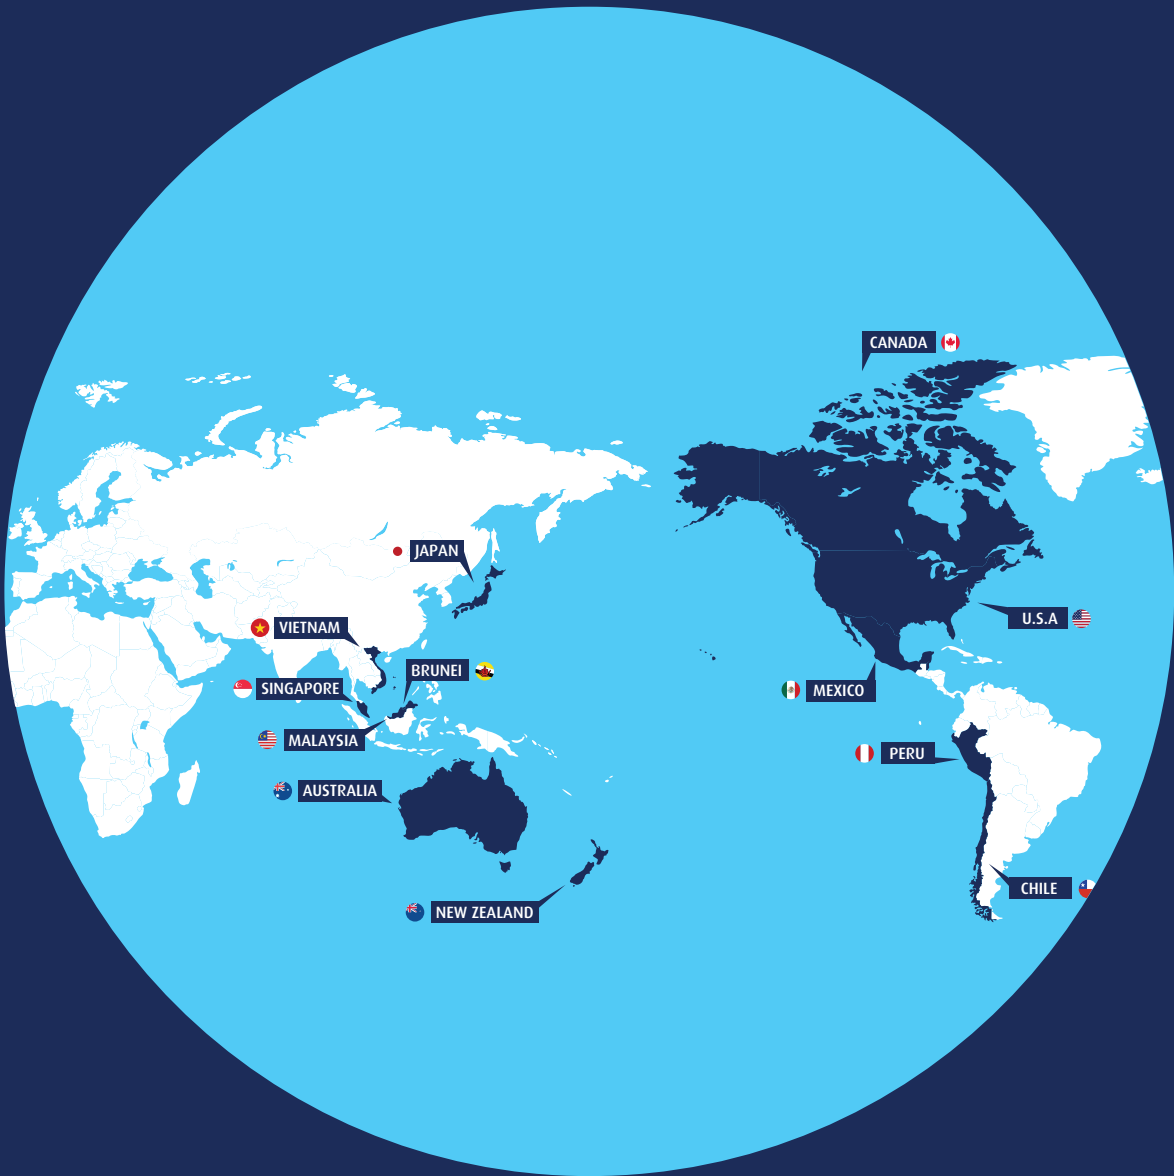 CANADA
JAPAN
U.S.A
VIETNAM
BRUNEI
SINGAPORE
MEXICO
MALAYSIA
PERU
AUSTRALIA
CHILE
NEW ZEALAND